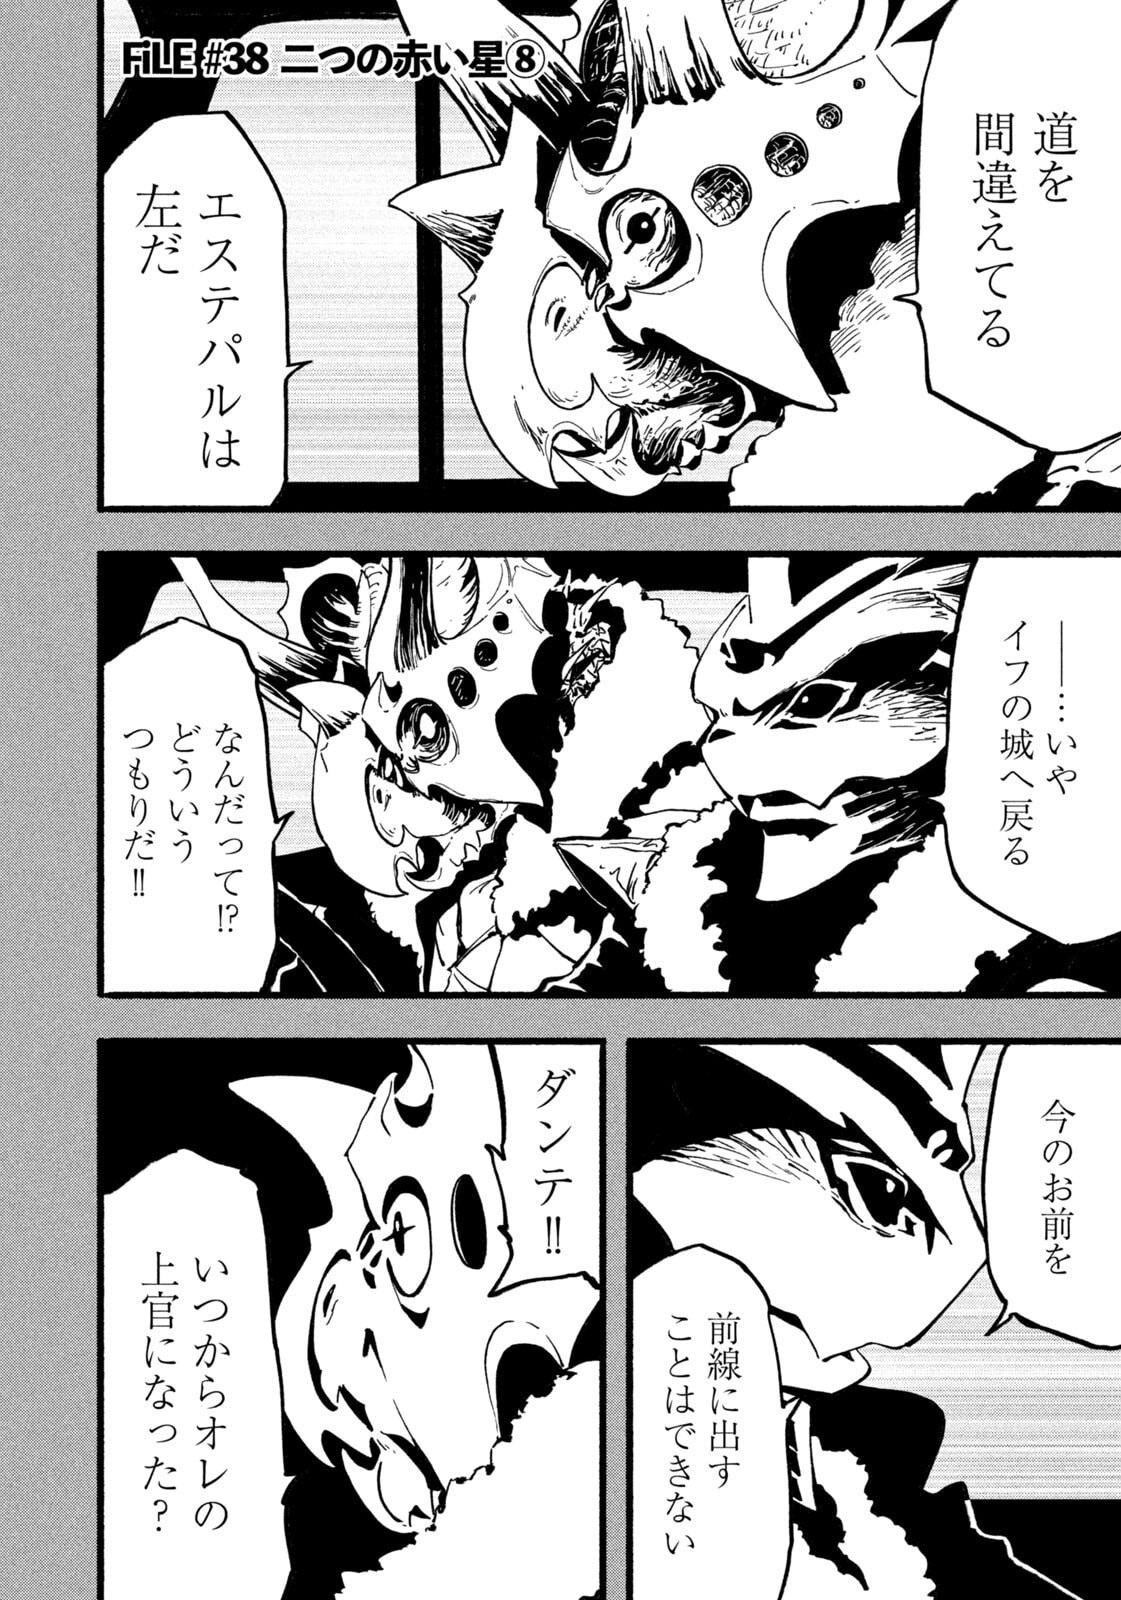 FiLE #38 二つの赤い星⑧
道を
間違えてる
エステパルは
左だ
――…いや
イフの城へ戻る
なんだって!?
どういう
つもりだ!!
今のお前を
前線に出す
ことはできない
ダンテ!!
いつからオレの
上官になった?